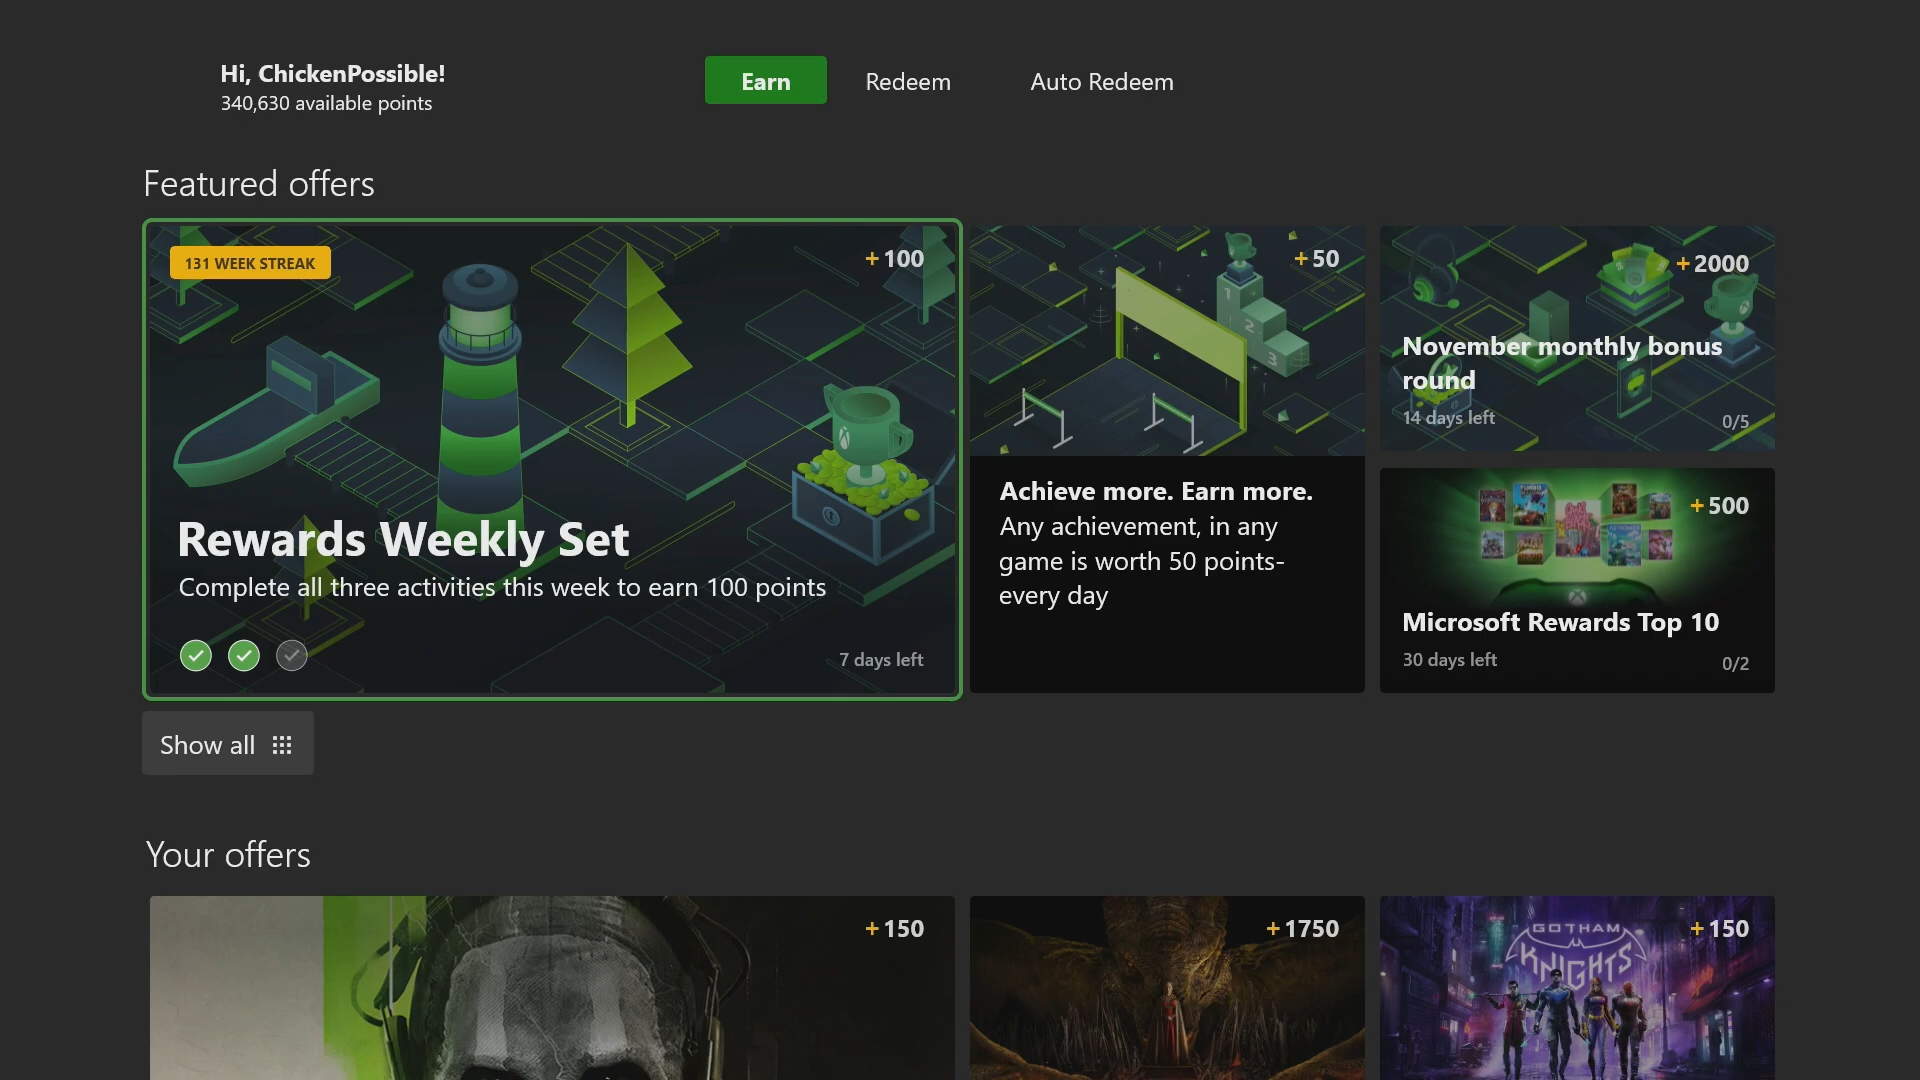 Hi, ChickenPossible!
340,630 available points
Earn
Redeem
Auto Redeem
Featured offers
131 WEEK STREAK
+100
Rewards Weekly Set
Complete all three activities this week to earn 100 points
7 days left
+50
1
2
3
Achieve more. Earn more.
Any achievement, in any
game is worth 50 points-
every day
+2000
November monthly bonus
round
14 days left
0/5
+500
Microsoft Rewards Top 10
30 days left
0/2
Show all
Your offers
+150
+1750
+150
GOTHAM
KNIGHTS